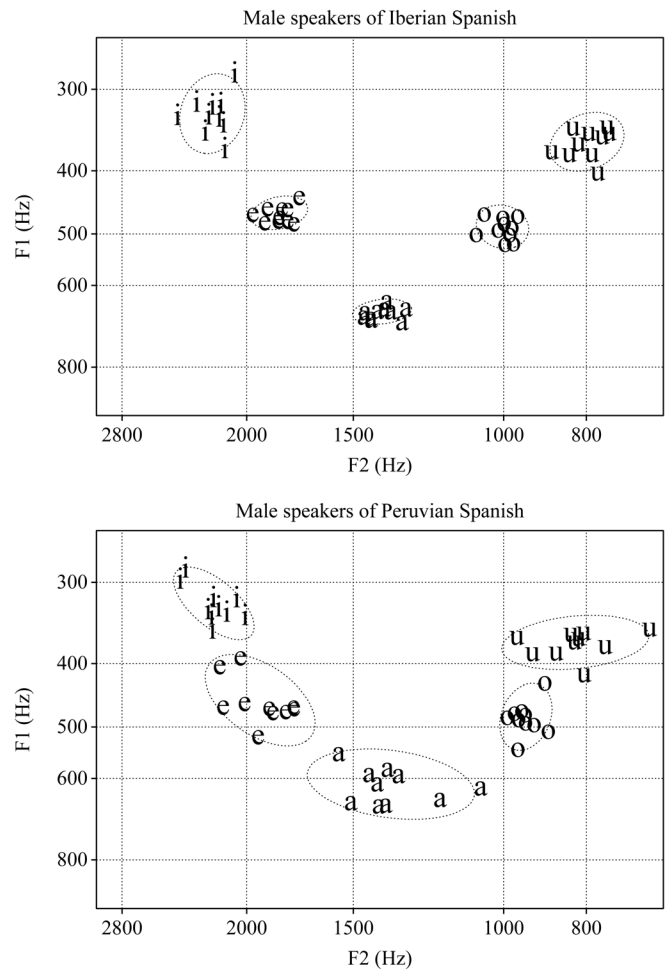 Male speakers of Iberian Spanish
300
400
500
600
800
F1 (Hz)
i i i i i i i i i i
e e e e e e e e e e
a a a a a a a a a a
o o o o o o o o o o
u u u u u u u u u u
2800 2000 1500 1000 800
F2 (Hz)
Male speakers of Peruvian Spanish
300
400
500
600
800
F1 (Hz)
i i i i i i i i i i
e e e e e e e e e e
a a a a a a a a a a
o o o o o o o o o o
u u u u u u u u u u
2800 2000 1500 1000 800
F2 (Hz)